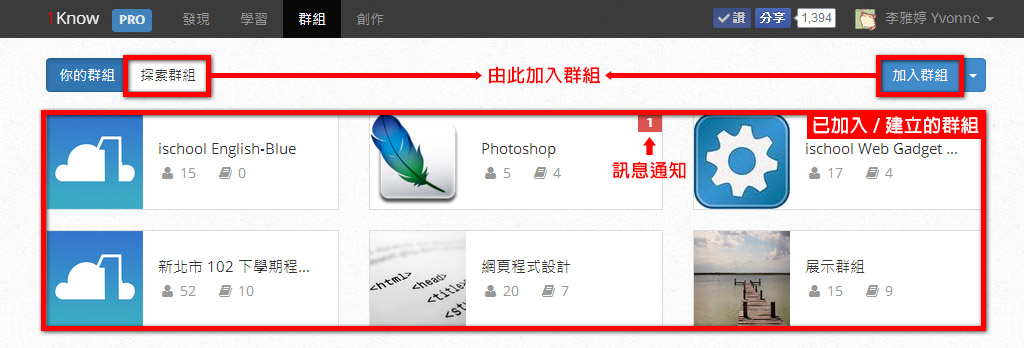 1Know PRO 發現 學習 群組 創作 讚 分享 1,394 李雅婷 Yvonne
你的群組 探索群組 由此加入群組 加入群組
已加入 / 建立的群組
1
ischool English-Blue
15 0
Photoshop
5 4
訊息通知
ischool Web Gadget ...
17 4
新北市 102 下學期程...
52 10
<html>
<head>
<title>
網頁程式設計
20 7
展示群組
15 9